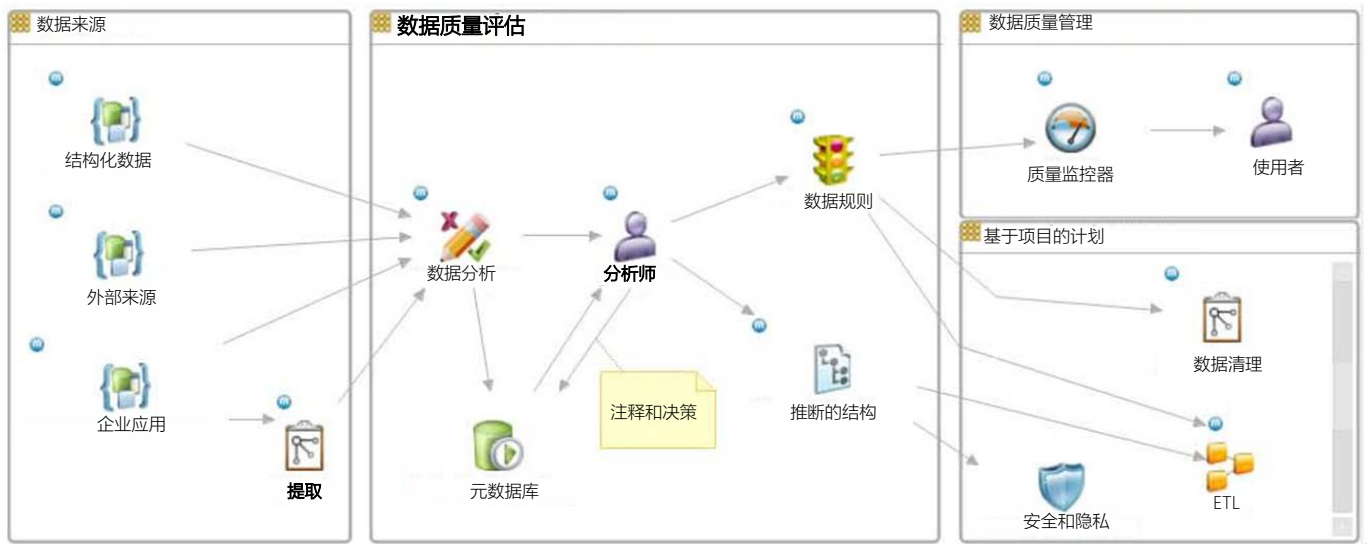 数据来源
结构化数据
外部来源
企业应用
提取
数据质量评估
数据分析
分析师
数据规则
元数据库
注释和决策
推断的结构
数据质量管理
质量监控器
使用者
基于项目的计划
数据清理
ETL
安全和隐私